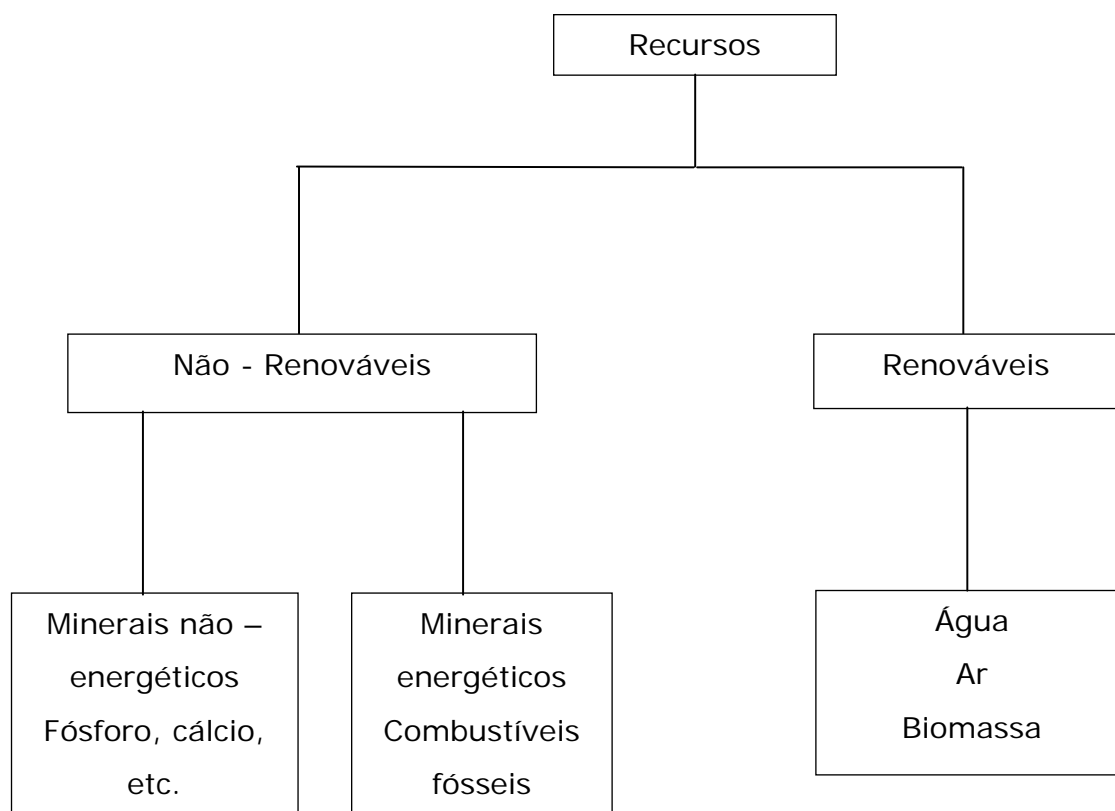 Recursos
Não - Renováveis
Renováveis
Minerais não –
energéticos
Fósforo, cálcio,
etc.
Minerais
energéticos
Combustíveis
fósseis
Água
Ar
Biomassa